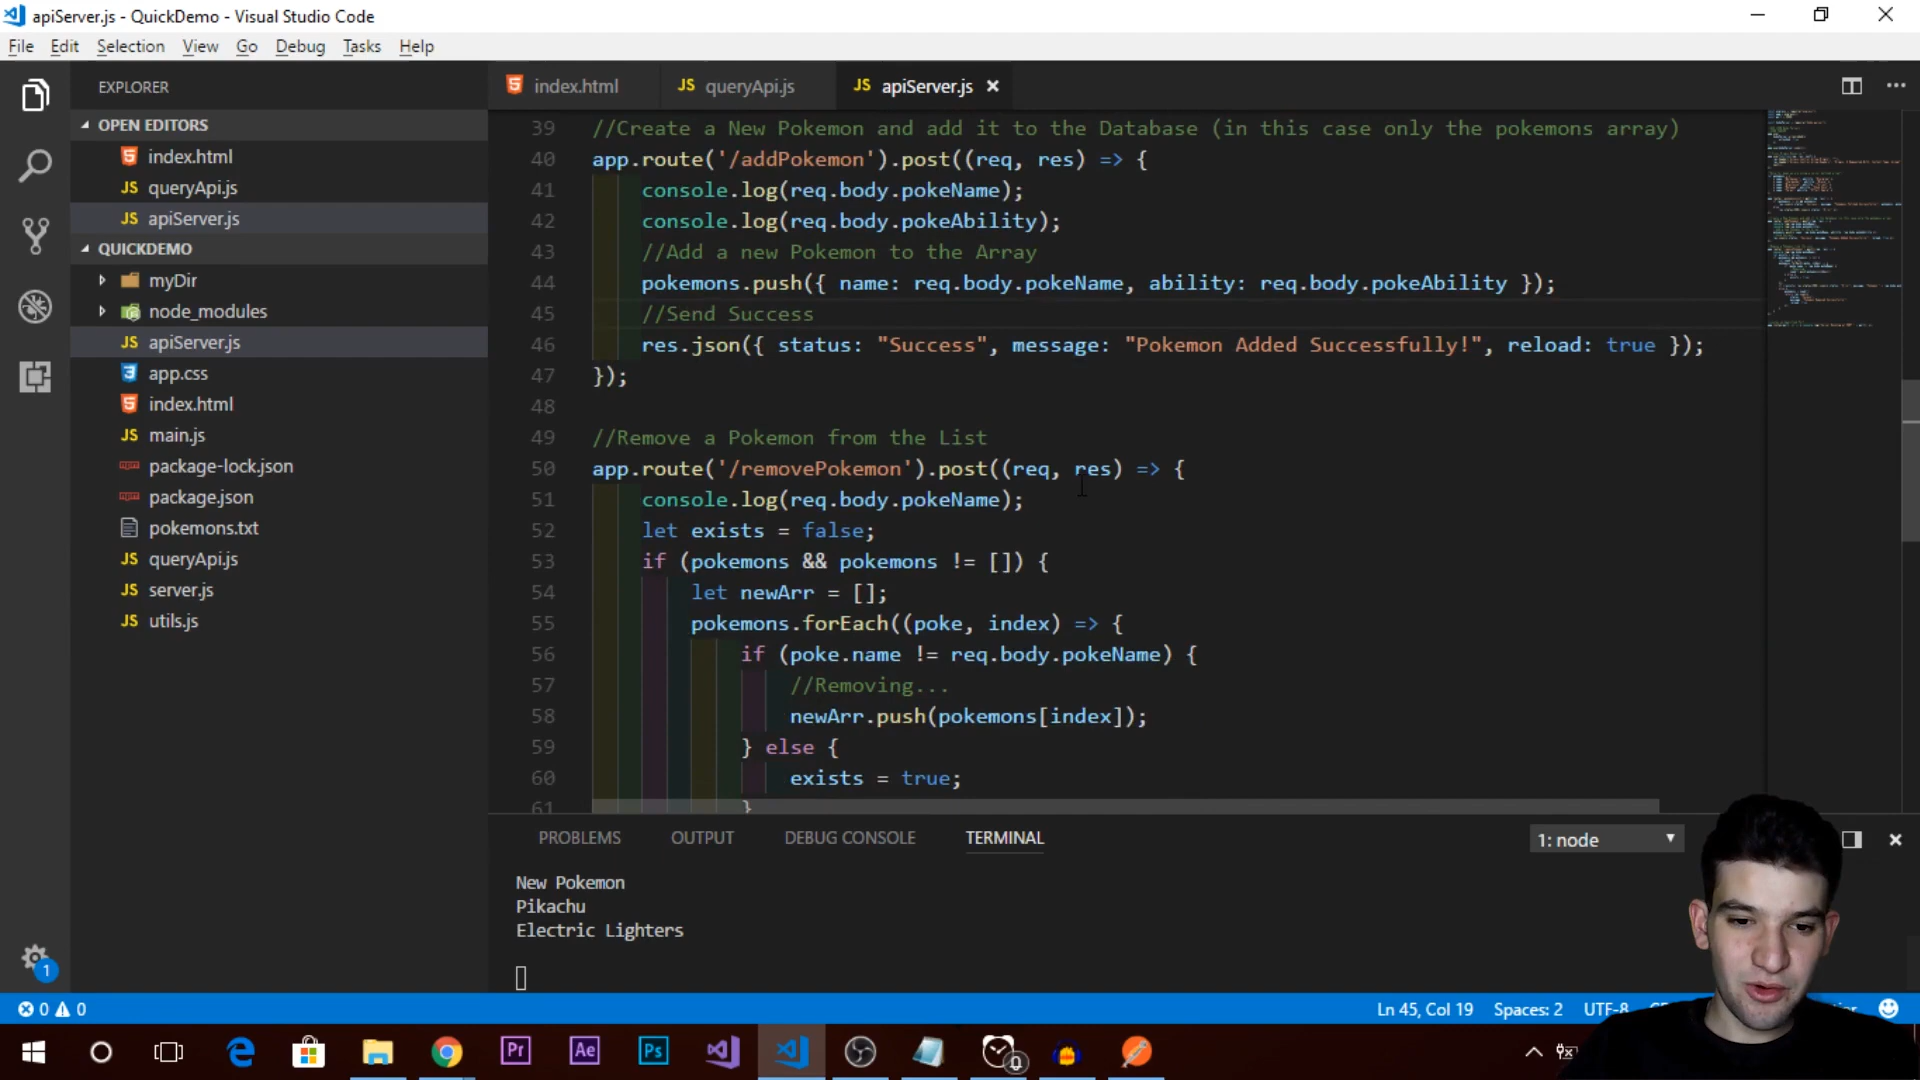 apiServer.js - QuickDemo - Visual Studio Code
File Edit Selection View Go Debug Tasks Help
EXPLORER
OPEN EDITORS
index.html
queryApi.js
apiServer.js
QUICKDEMO
myDir
node_modules
apiServer.js
app.css
index.html
main.js
package-lock.json
package.json
pokemons.txt
queryApi.js
server.js
utils.js
index.html
JS queryApi.js
JS apiServer.js
39 //Create a New Pokemon and add it to the Database (in this case only the pokemons array)
40 app.route('/addPokemon').post((req, res) => {
41 console.log(req.body.pokeName);
42 console.log(req.body.pokeAbility);
43 //Add a new Pokemon to the Array
44 pokemons.push({ name: req.body.pokeName, ability: req.body.pokeAbility });
45 //Send Success
46 res.json({ status: "Success", message: "Pokemon Added Successfully!", reload: true });
47 });
48
49 //Remove a Pokemon from the List
50 app.route('/removePokemon').post((req, res) => {
51 console.log(req.body.pokeName);
52 let exists = false;
53 if (pokemons && pokemons != []) {
54 let newArr = [];
55 pokemons.forEach((poke, index) => {
56 if (poke.name != req.body.pokeName) {
57 //Removing...
58 newArr.push(pokemons[index]);
59 } else {
60 exists = true;
61 }
PROBLEMS OUTPUT DEBUG CONSOLE TERMINAL
1: node
New Pokemon
Pikachu
Electric Lighters
1
0 0
Ln 45, Col 19 Spaces: 2 UTF-8
Pr Ae Ps
0